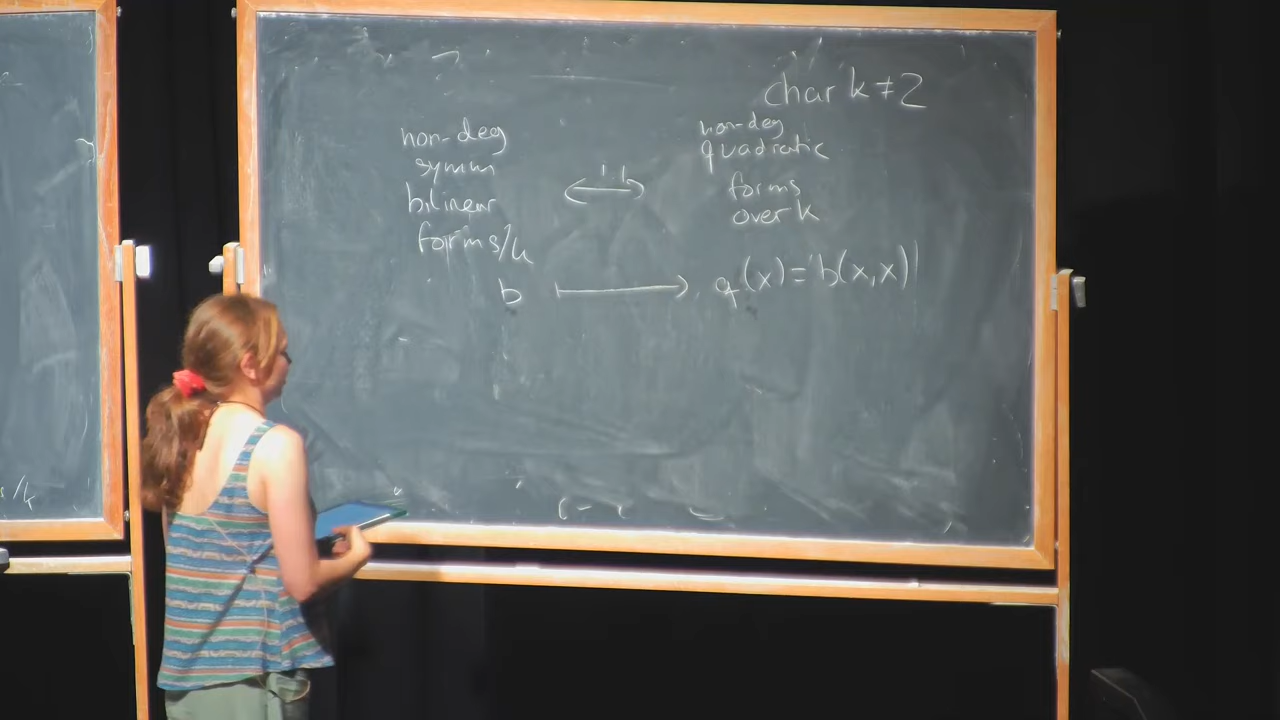 char k ≠ 2
non-deg
symm
bilinear
forms/k
1:1
non-deg
quadratic
forms
over k
b ⟼ q(x) = b(x,x)
s/k